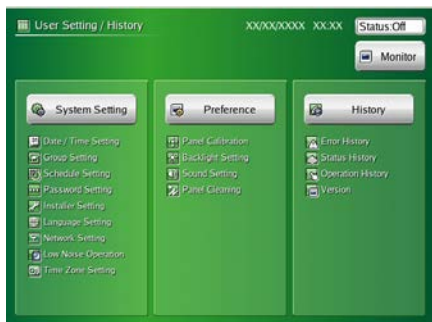 User Setting / History
XX/XX/XXXX XX:XX
Status:Off
Monitor
System Setting
Date / Time Setting
Group Setting
Schedule Setting
Password Setting
Installer Setting
Language Setting
Network Setting
Low Noise Operation
Time Zone Setting
Preference
Panel Calibration
Backlight Setting
Sound Setting
Panel Cleaning
History
Error History
Status History
Operation History
Version